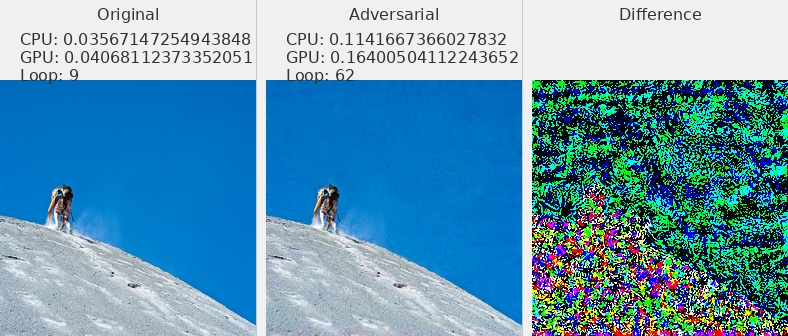 Original
CPU: 0.03567147254943848
GPU: 0.04068112373352051
Loop: 9
Adversarial
CPU: 0.1141667366027832
GPU: 0.16400504112243652
Loop: 62
Difference